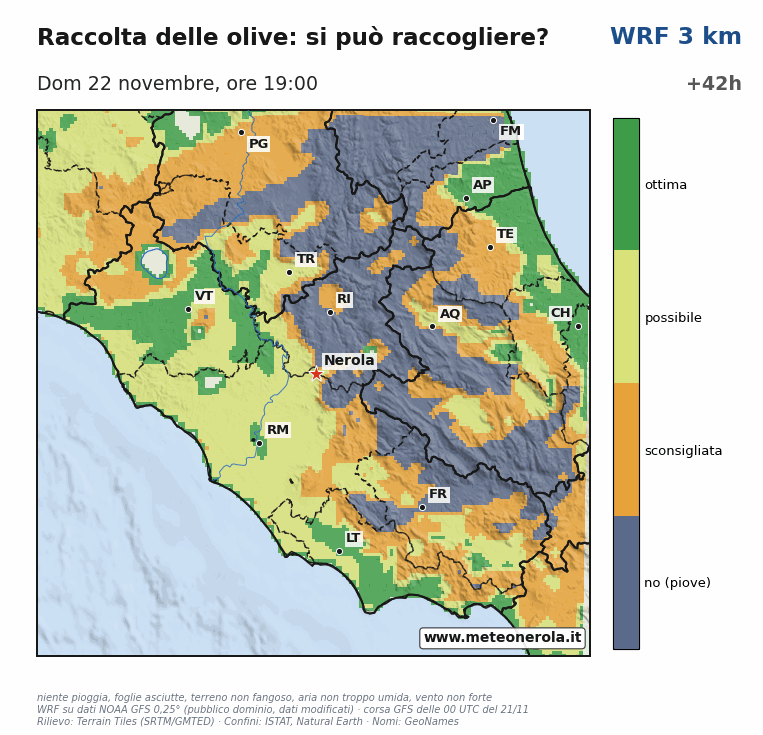 Raccolta delle olive: si può raccogliere?
WRF 3 km
Dom 22 novembre, ore 19:00
+42h
PG
FM
AP
TE
TR
VT
RI
AQ
CH
Nerola
RM
FR
LT
ottima
possibile
sconsigliata
no (piove)
www.meteonerola.it
niente pioggia, foglie asciutte, terreno non fangoso, aria non troppo umida, vento non forte
WRF su dati NOAA GFS 0,25° (pubblico dominio, dati modificati) · corsa GFS delle 00 UTC del 21/11
Rilievo: Terrain Tiles (SRTM/GMTED) · Confini: ISTAT, Natural Earth · Nomi: GeoNames